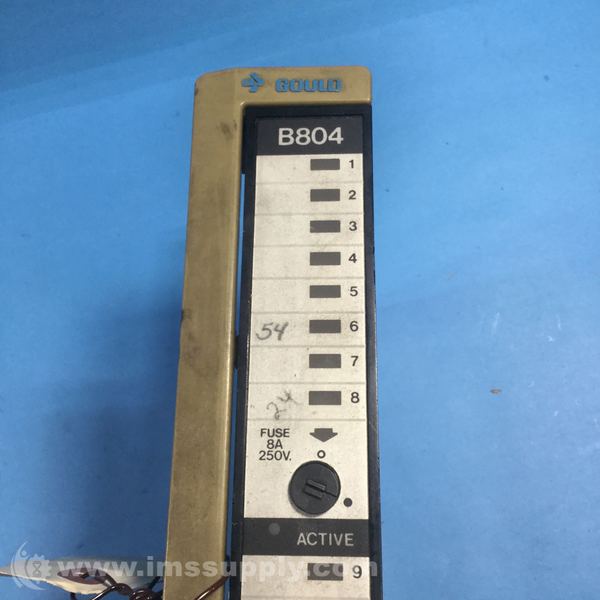 GOULD
B804
1
2
3
4
5
54 6
7
24 8
FUSE
8A
250V.
ACTIVE
9
www.imssupply.com